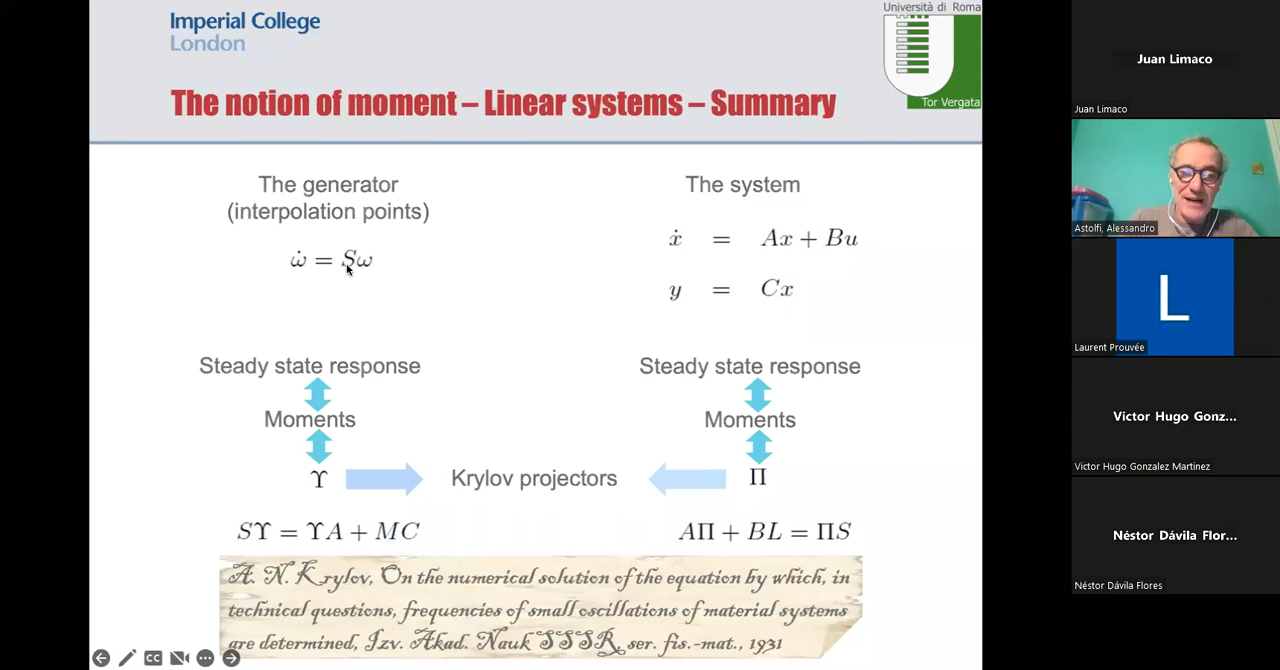 Imperial College
London
Università di Roma
Tor Vergata
The notion of moment – Linear systems – Summary
The generator
(interpolation points)
ω̇ = Sω
The system
ẋ = Ax + Bu
y = Cx
Steady state response
Moments
ϒ
Steady state response
Moments
Π
Krylov projectors
Sϒ = ϒA + MC
AΠ + BL = ΠS
A. N. Krylov, On the numerical solution of the equation by which, in
technical questions, frequencies of small oscillations of material systems
are determined, Izv. Akad. Nauk SSSR, ser. fis.-mat., 1931
CC
Juan Limaco
Juan Limaco
Astolfi, Alessandro
L
Laurent Prouvée
Victor Hugo Gonz...
Victor Hugo Gonzalez Martinez
Néstor Dávila Flor...
Néstor Dávila Flores